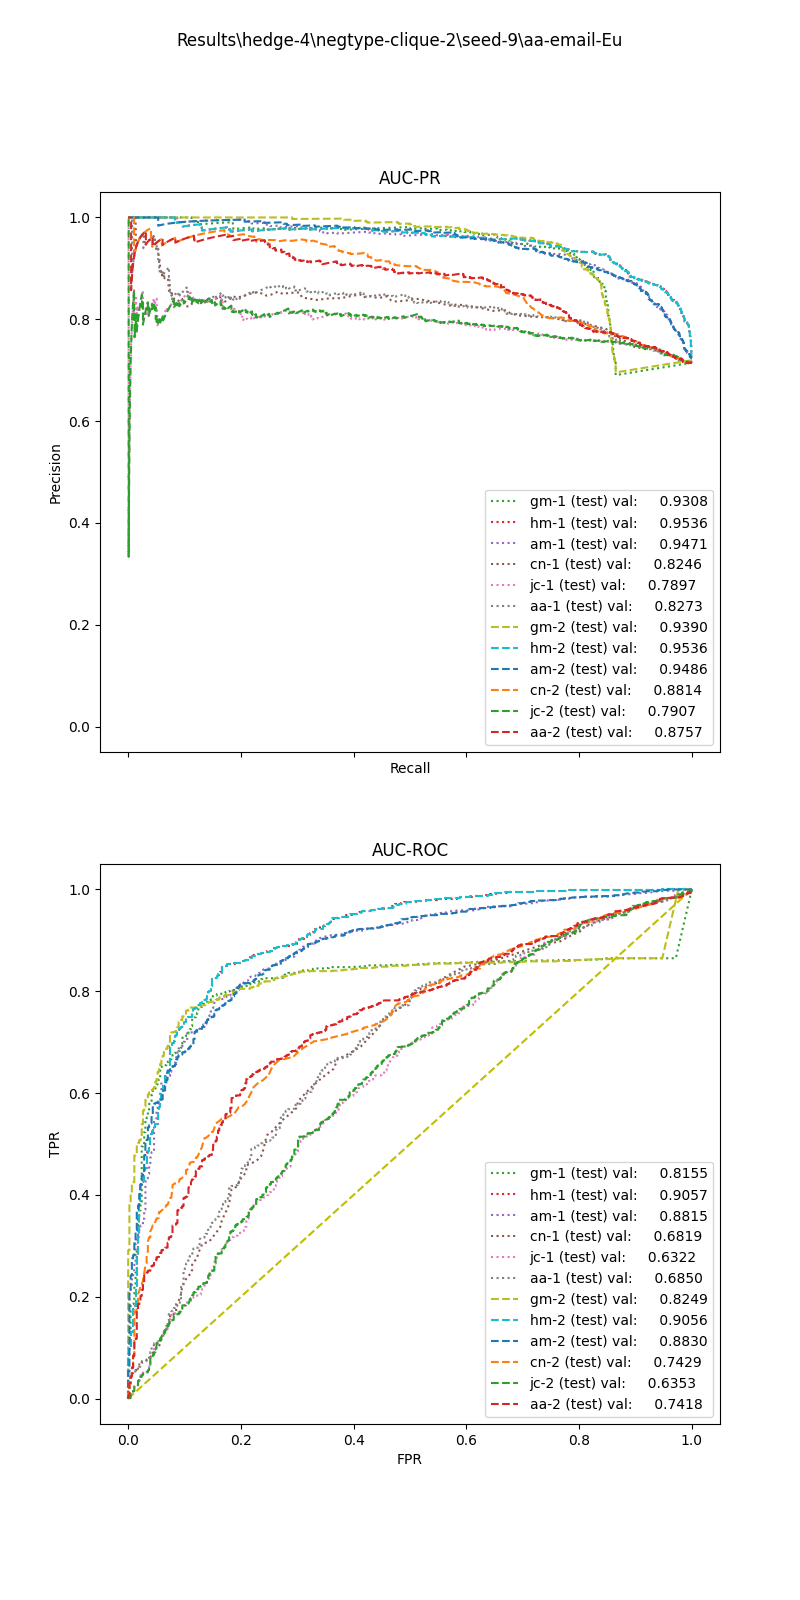 Results\hedge-4\negtype-clique-2\seed-9\aa-email-Eu
AUC-PR
1.0
0.8
0.6
0.4
0.2
0.0
Precision
gm-1 (test) val: 0.9308
hm-1 (test) val: 0.9536
am-1 (test) val: 0.9471
cn-1 (test) val: 0.8246
jc-1 (test) val: 0.7897
aa-1 (test) val: 0.8273
gm-2 (test) val: 0.9390
hm-2 (test) val: 0.9536
am-2 (test) val: 0.9486
cn-2 (test) val: 0.8814
jc-2 (test) val: 0.7907
aa-2 (test) val: 0.8757
Recall
AUC-ROC
1.0
0.8
0.6
0.4
0.2
0.0
TPR
gm-1 (test) val: 0.8155
hm-1 (test) val: 0.9057
am-1 (test) val: 0.8815
cn-1 (test) val: 0.6819
jc-1 (test) val: 0.6322
aa-1 (test) val: 0.6850
gm-2 (test) val: 0.8249
hm-2 (test) val: 0.9056
am-2 (test) val: 0.8830
cn-2 (test) val: 0.7429
jc-2 (test) val: 0.6353
aa-2 (test) val: 0.7418
0.0 0.2 0.4 0.6 0.8 1.0
FPR